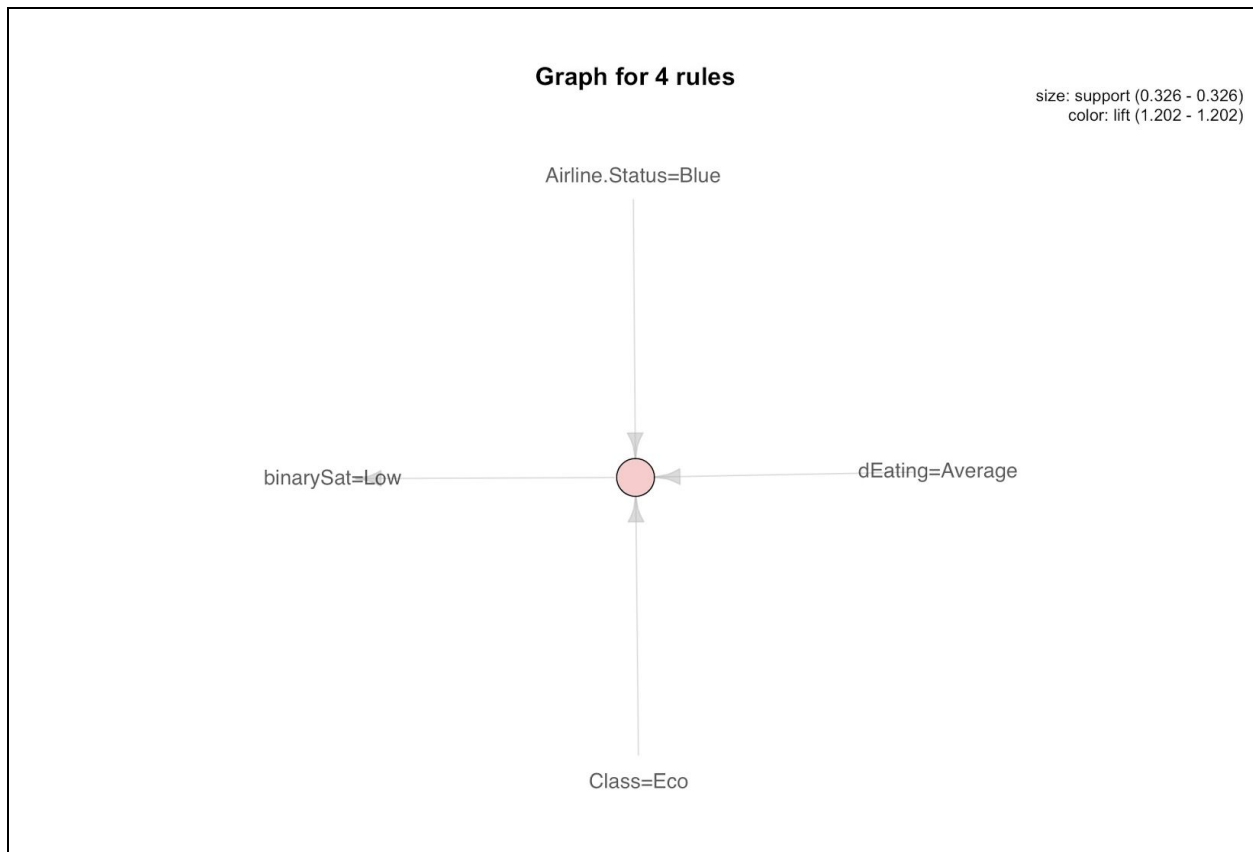 Graph for 4 rules
size: support (0.326 - 0.326)
color: lift (1.202 - 1.202)
Airline.Status=Blue
binarySat=Low
dEating=Average
Class=Eco